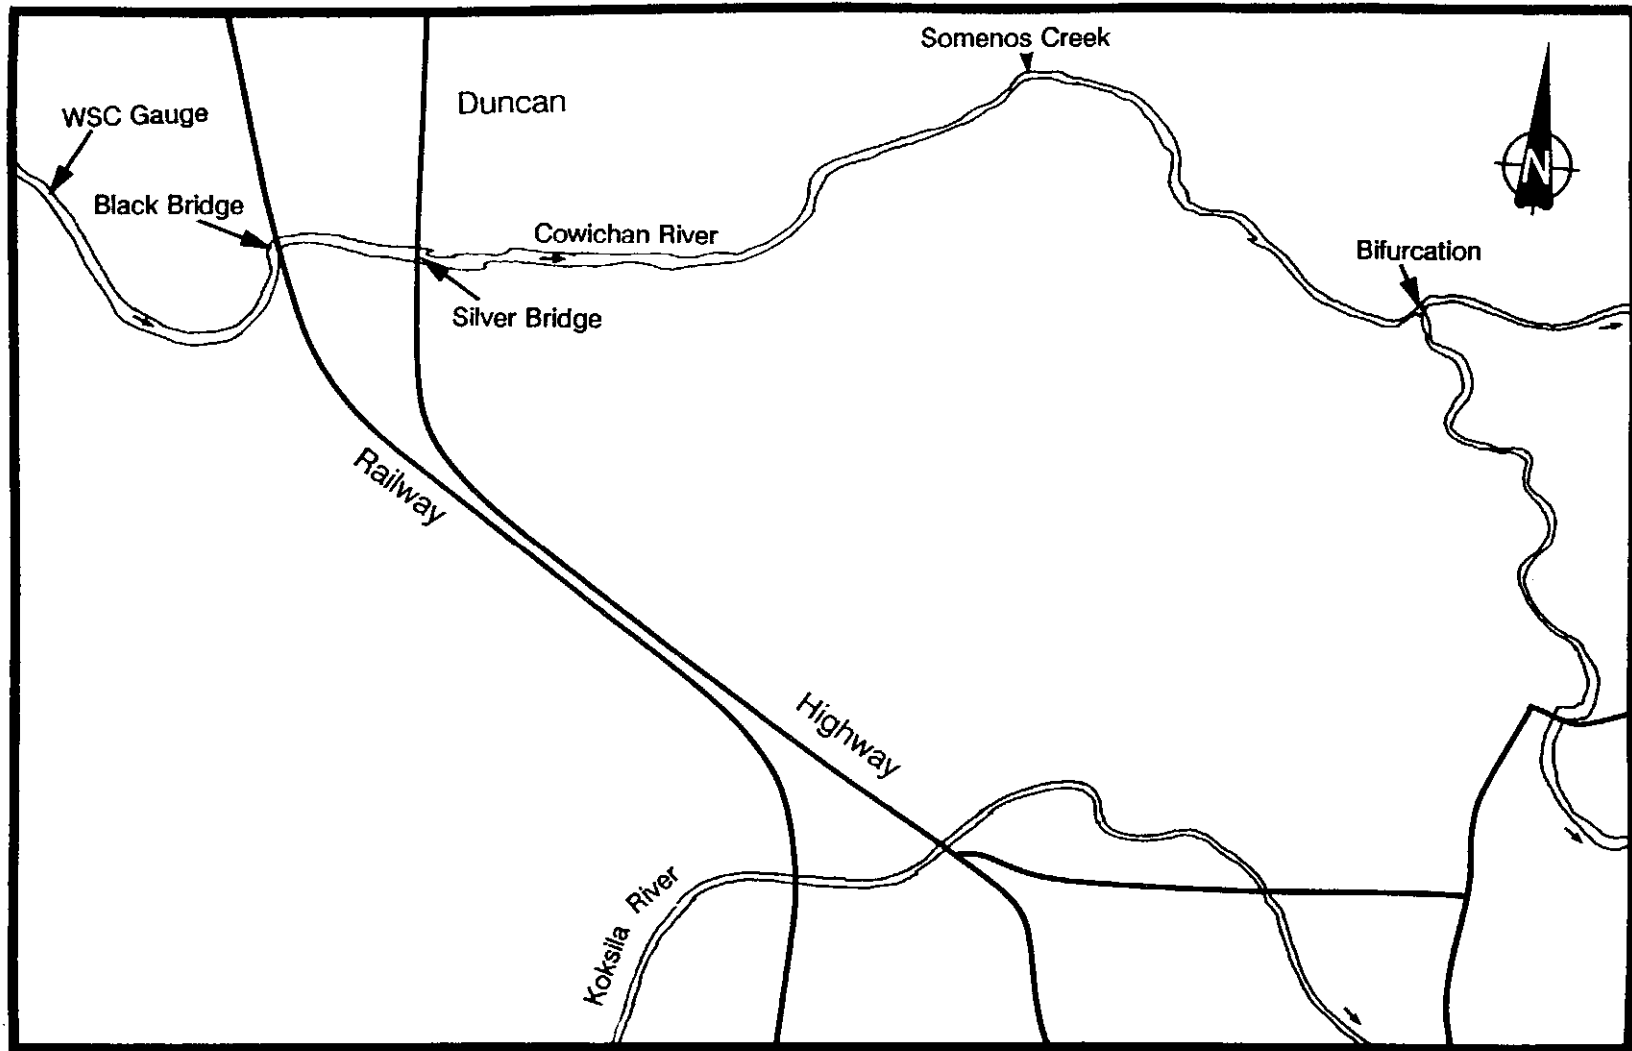 Somenos Creek
Duncan
WSC Gauge
N
Black Bridge
Cowichan River
Bifurcation
Silver Bridge
Railway
Highway
Koksila River